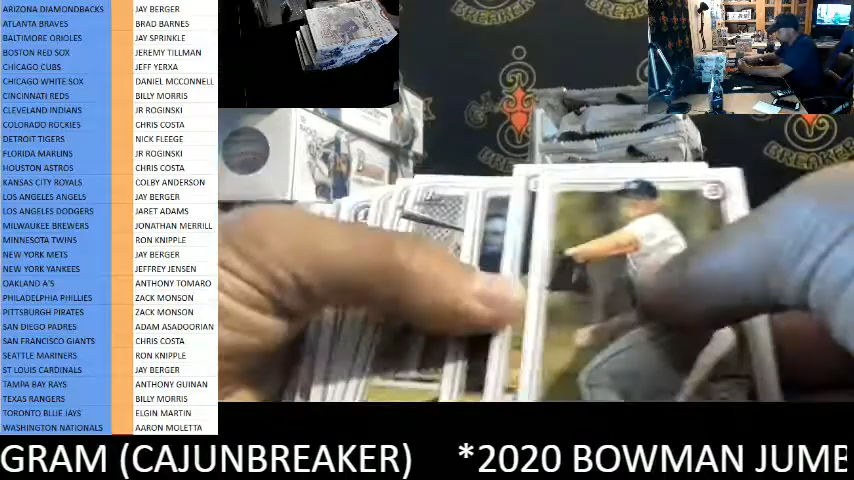 BREAKER
BREAKER
ARIZONA DIAMONDBACKS JAY BERGER
ATLANTA BRAVES BRAD BARNES
BALTIMORE ORIOLES JAY SPRINKLE
BOSTON RED SOX JEREMY TILLMAN
CHICAGO CUBS JEFF YERXA
CHICAGO WHITE SOX DANIEL MCCONNELL
CINCINNATI REDS BILLY MORRIS
CLEVELAND INDIANS JR ROGINSKI
COLORADO ROCKIES CHRIS COSTA
DETROIT TIGERS NICK FLEEGE
FLORIDA MARLINS JR ROGINSKI
HOUSTON ASTROS CHRIS COSTA
KANSAS CITY ROYALS COLBY ANDERSON
LOS ANGELES ANGELS JAY BERGER
LOS ANGELES DODGERS JARET ADAMS
MILWAUKEE BREWERS JONATHAN MERRILL
MINNESOTA TWINS RON KNIPPLE
NEW YORK METS JAY BERGER
NEW YORK YANKEES JEFFREY JENSEN
OAKLAND A'S ANTHONY TOMARO
PHILADELPHIA PHILLIES ZACK MONSON
PITTSBURGH PIRATES ZACK MONSON
SAN DIEGO PADRES ADAM ASADOORIAN
SAN FRANCISCO GIANTS CHRIS COSTA
SEATTLE MARINERS RON KNIPPLE
ST LOUIS CARDINALS JAY BERGER
TAMPA BAY RAYS ANTHONY GUINAN
TEXAS RANGERS BILLY MORRIS
TORONTO BLUE JAYS ELGIN MARTIN
WASHINGTON NATIONALS AARON MOLETTA
BREAKER
BREAKER
GRAM (CAJUNBREAKER) *2020 BOWMAN JUMB